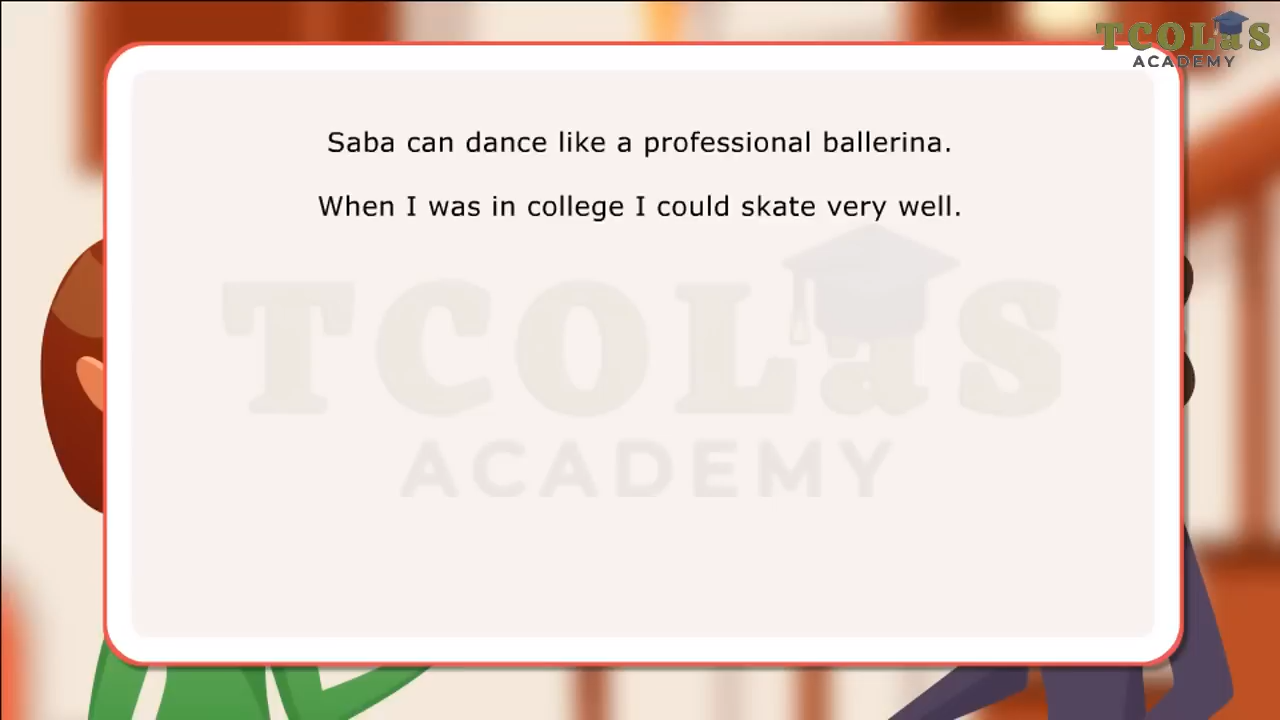 TCOLaS
ACADEMY
Saba can dance like a professional ballerina.
When I was in college I could skate very well.
TCOLaS
ACADEMY